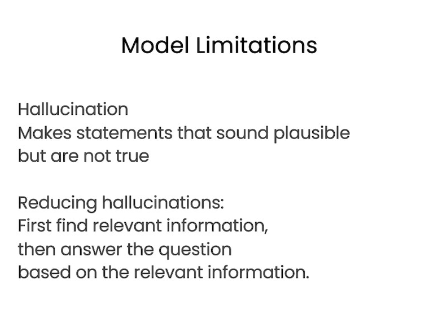 Model Limitations
Hallucination
Makes statements that sound plausible
but are not true
Reducing hallucinations:
First find relevant information,
then answer the question
based on the relevant information.